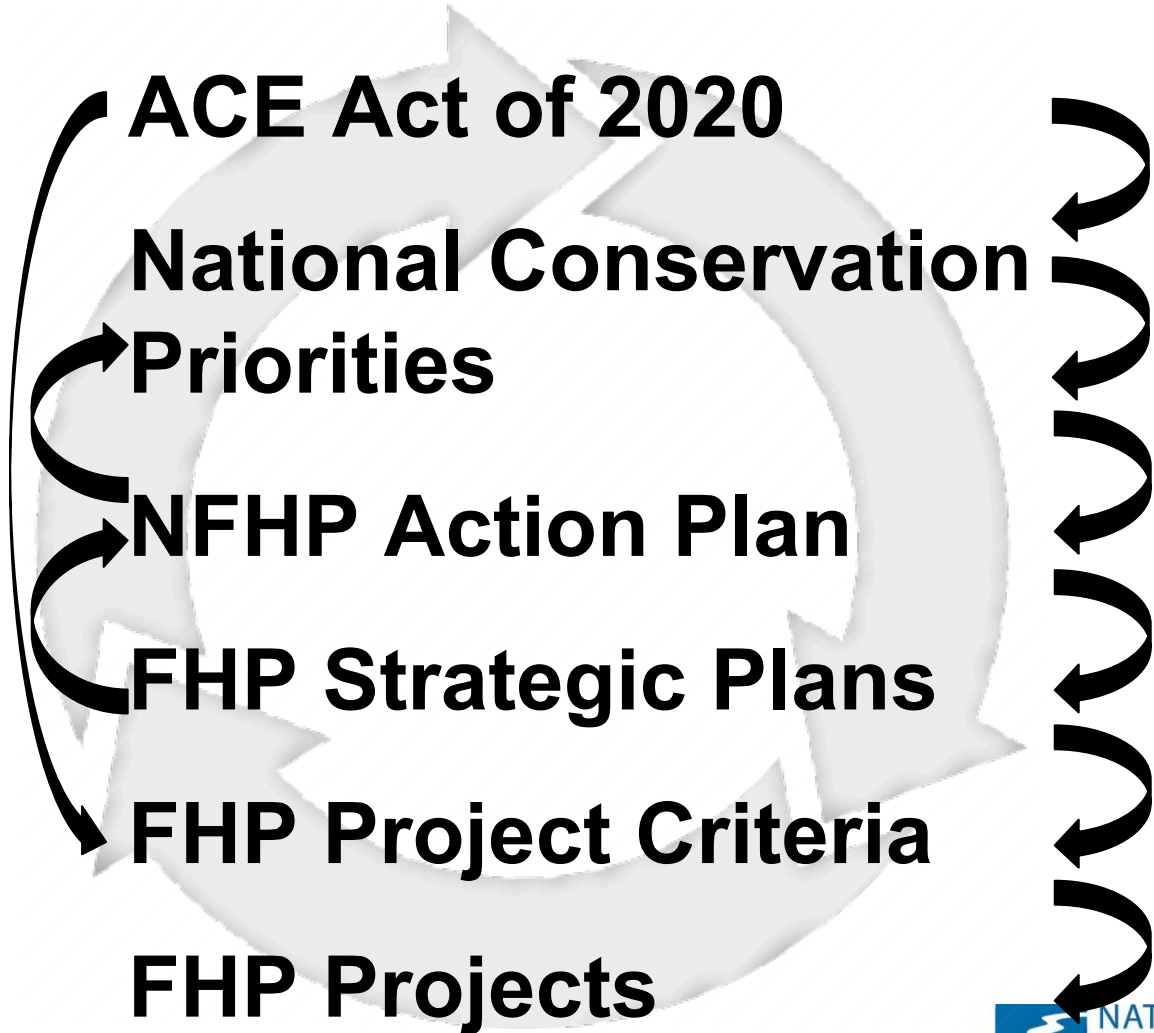 ACE Act of 2020
National Conservation
Priorities
NFHP Action Plan
FHP Strategic Plans
FHP Project Criteria
FHP Projects